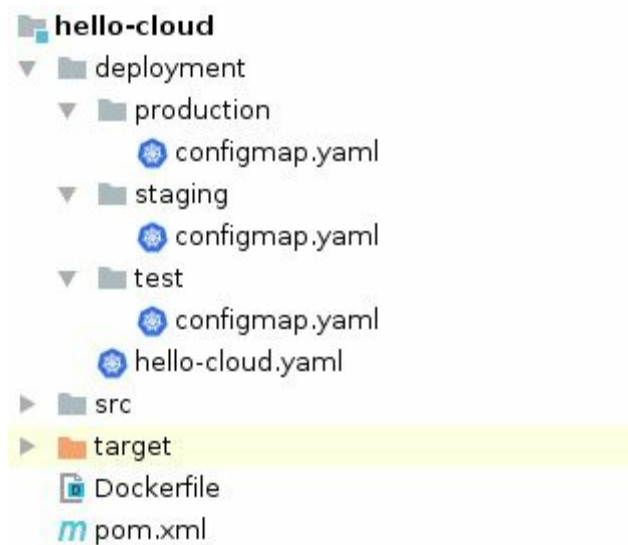 hello-cloud
deployment
production
configmap.yaml
staging
configmap.yaml
test
configmap.yaml
hello-cloud.yaml
src
target
Dockerfile
pom.xml